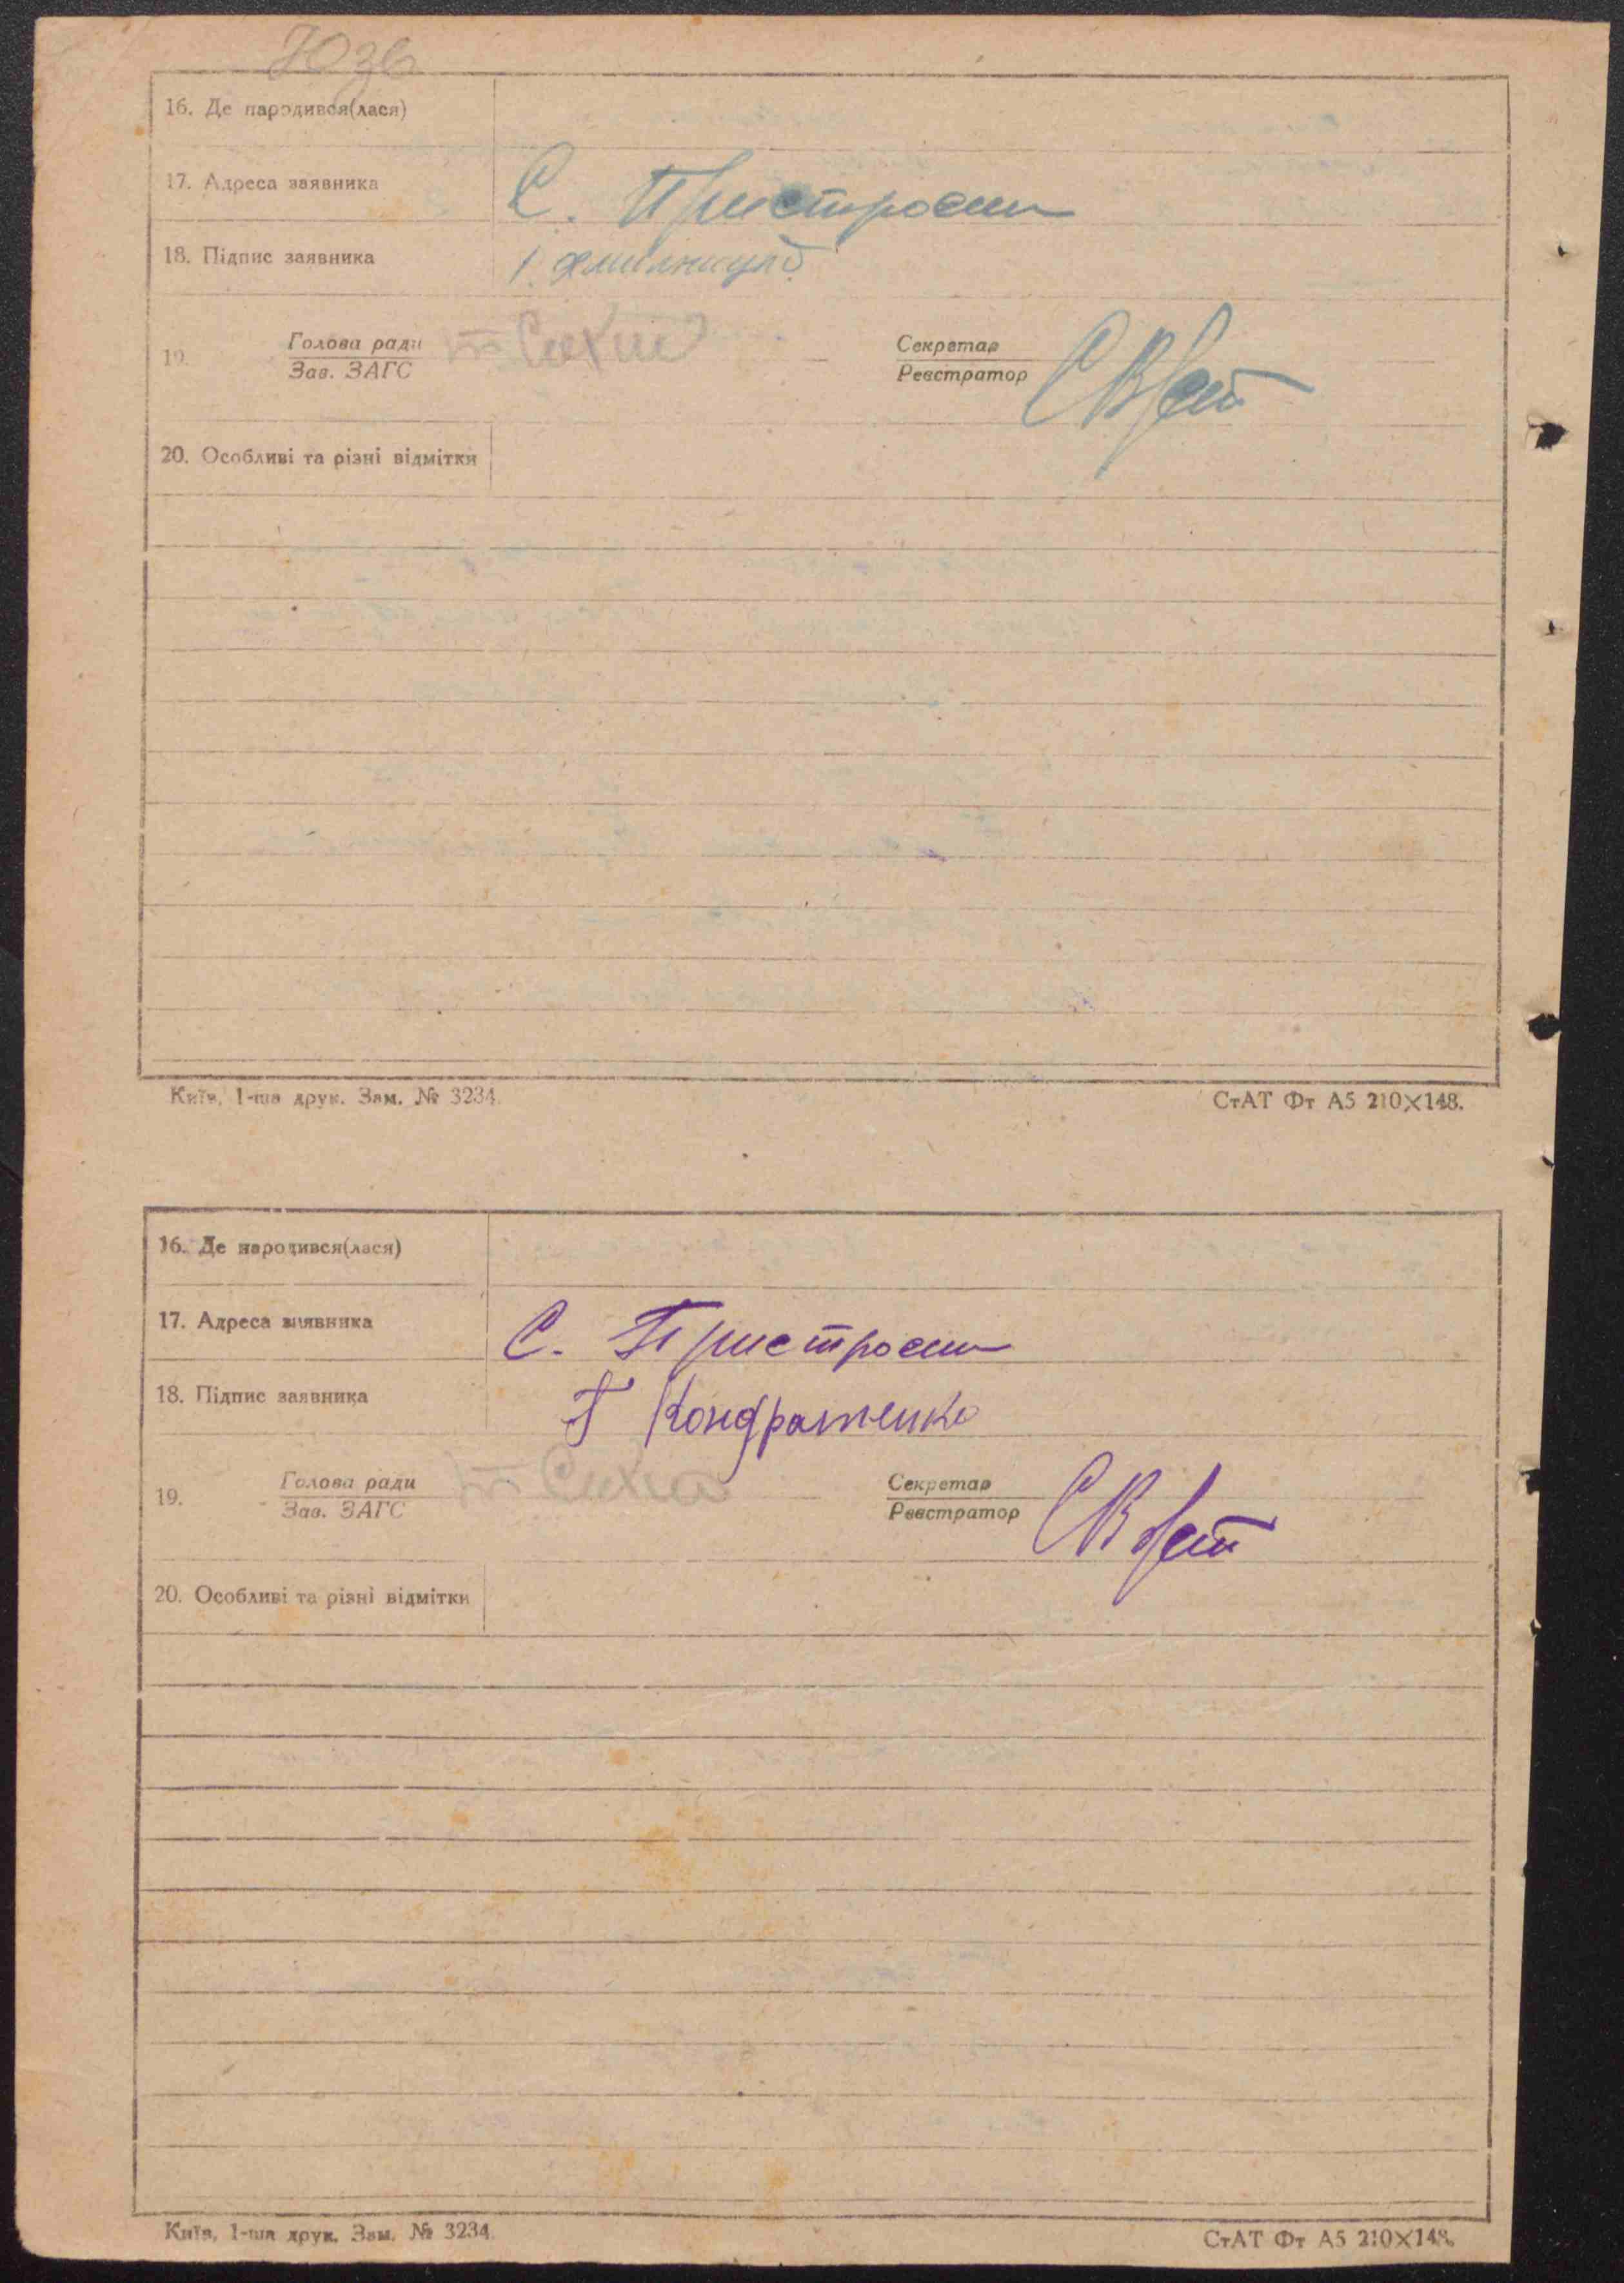 16. Де народився(лася)
17. Адреса заявника С. Пристроми
18. Підпис заявника
19. Голова ради Секретар
Зав. ЗАГС Реєстратор
20. Особливі та різні відмітки
Київ, 1-ша друк. Зам. № 3234. СтАТ Фт А5 210×148.
16. Де народився(лася)
17. Адреса заявника С. Пристроми
18. Підпис заявника Т Кондратенко
19. Голова ради Секретар
Зав. ЗАГС Реєстратор
20. Особливі та різні відмітки
Київ, 1-ша друк. Зам. № 3234. СтАТ Фт А5 210×148.